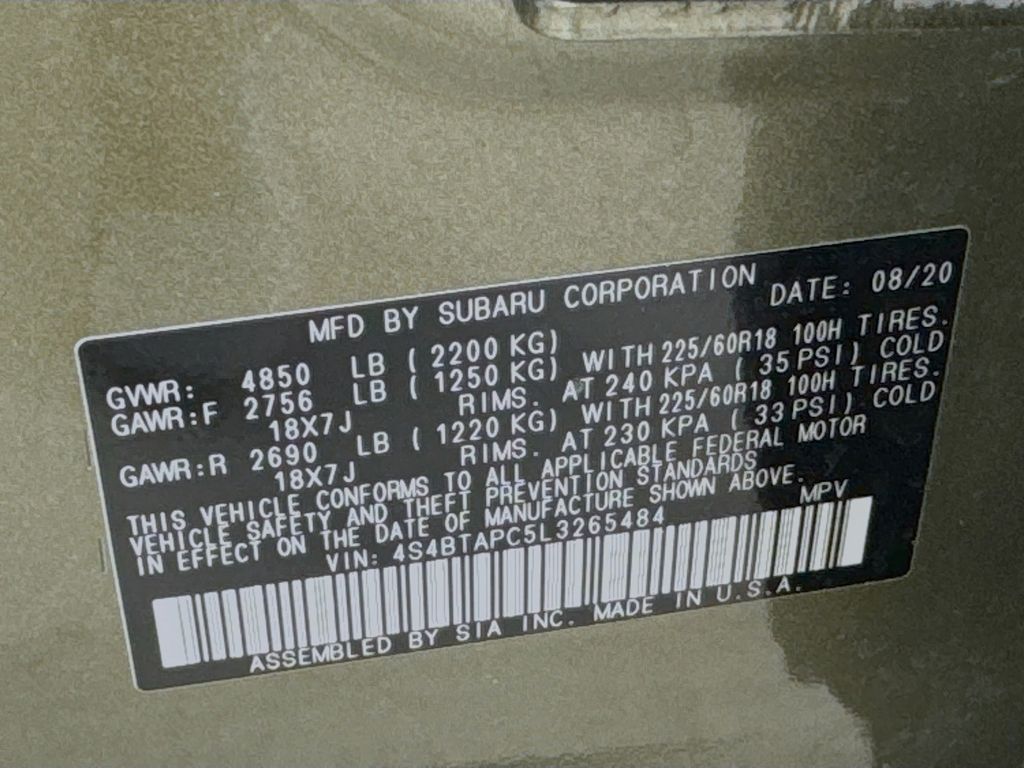 MFD BY SUBARU CORPORATION DATE: 08/20
GVWR: 4850 LB ( 2200 KG)
GAWR:F 2756 LB ( 1250 KG) WITH 225/60R18 100H TIRES.
18X7J RIMS. AT 240 KPA ( 35 PSI) COLD
GAWR:R 2690 LB ( 1220 KG) WITH 225/60R18 100H TIRES.
18X7J RIMS. AT 230 KPA ( 33 PSI) COLD
THIS VEHICLE CONFORMS TO ALL APPLICABLE FEDERAL MOTOR
VEHICLE SAFETY AND THEFT PREVENTION STANDARDS
IN EFFECT ON THE DATE OF MANUFACTURE SHOWN ABOVE.
VIN: 4S4BTAPC5L3265484 MPV
ASSEMBLED BY SIA INC. MADE IN U.S.A.